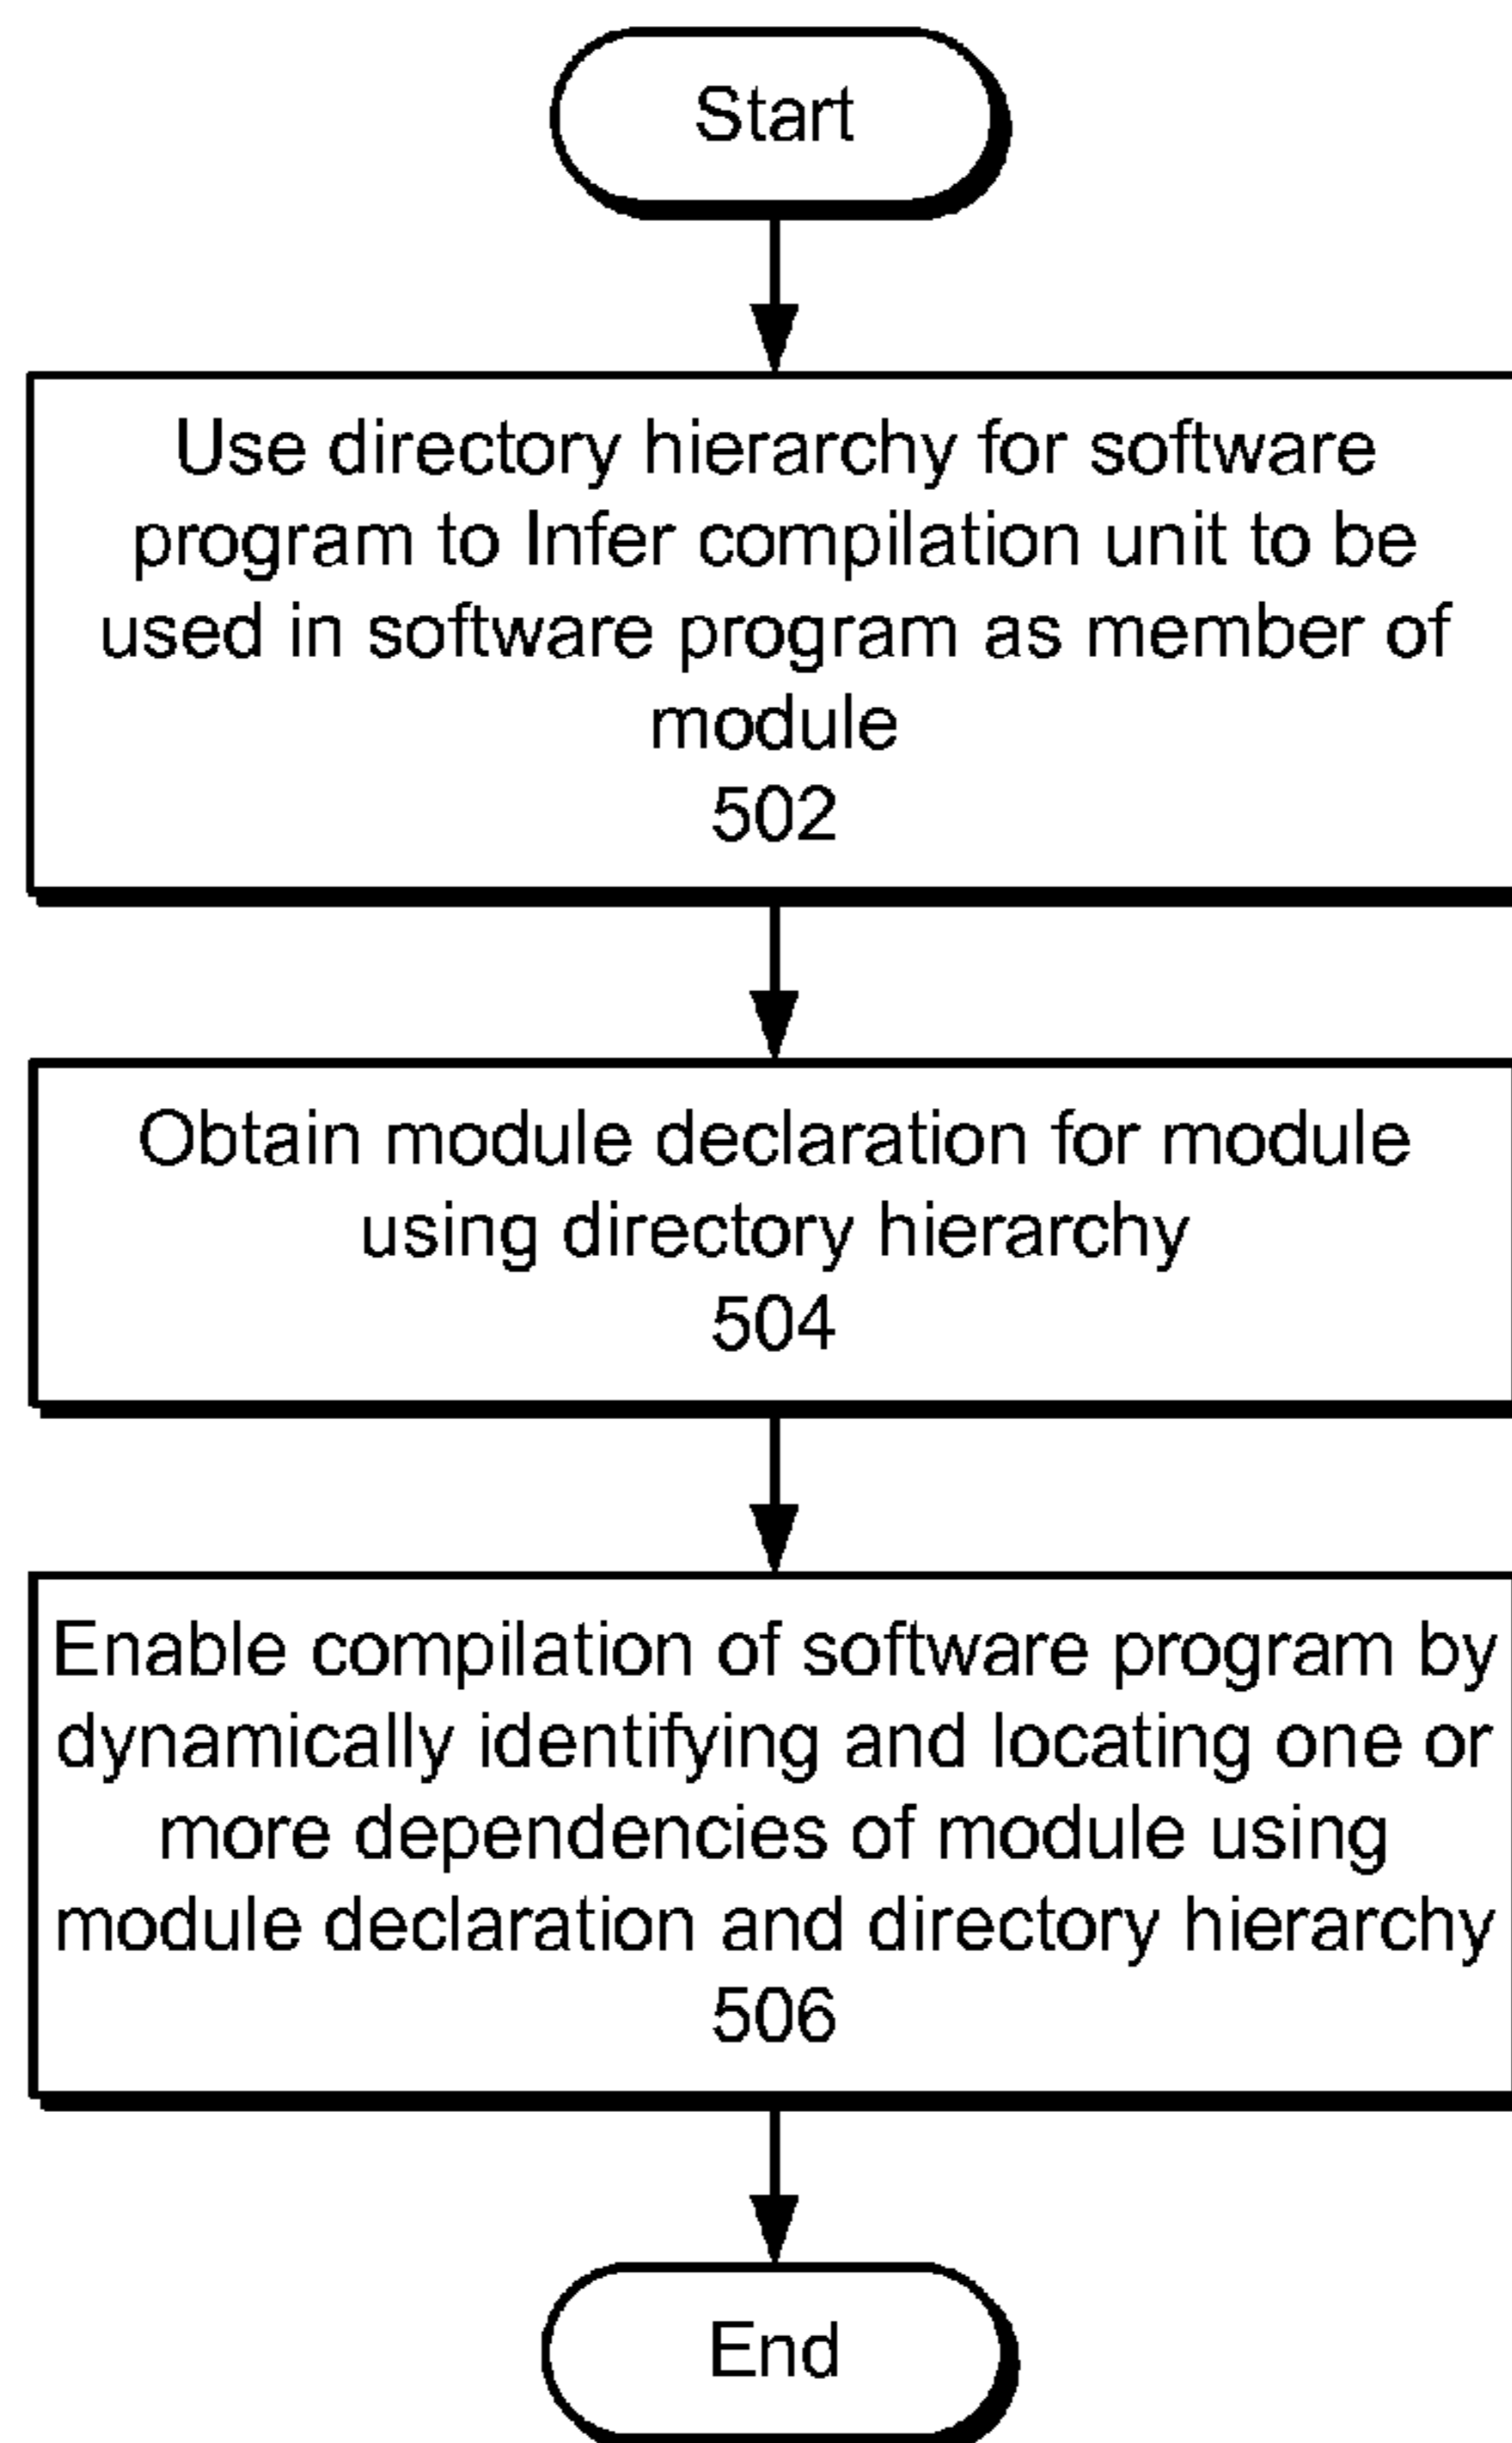 Start
Use directory hierarchy for software
program to Infer compilation unit to be
used in software program as member of
module
502
Obtain module declaration for module
using directory hierarchy
504
Enable compilation of software program by
dynamically identifying and locating one or
more dependencies of module using
module declaration and directory hierarchy
506
End